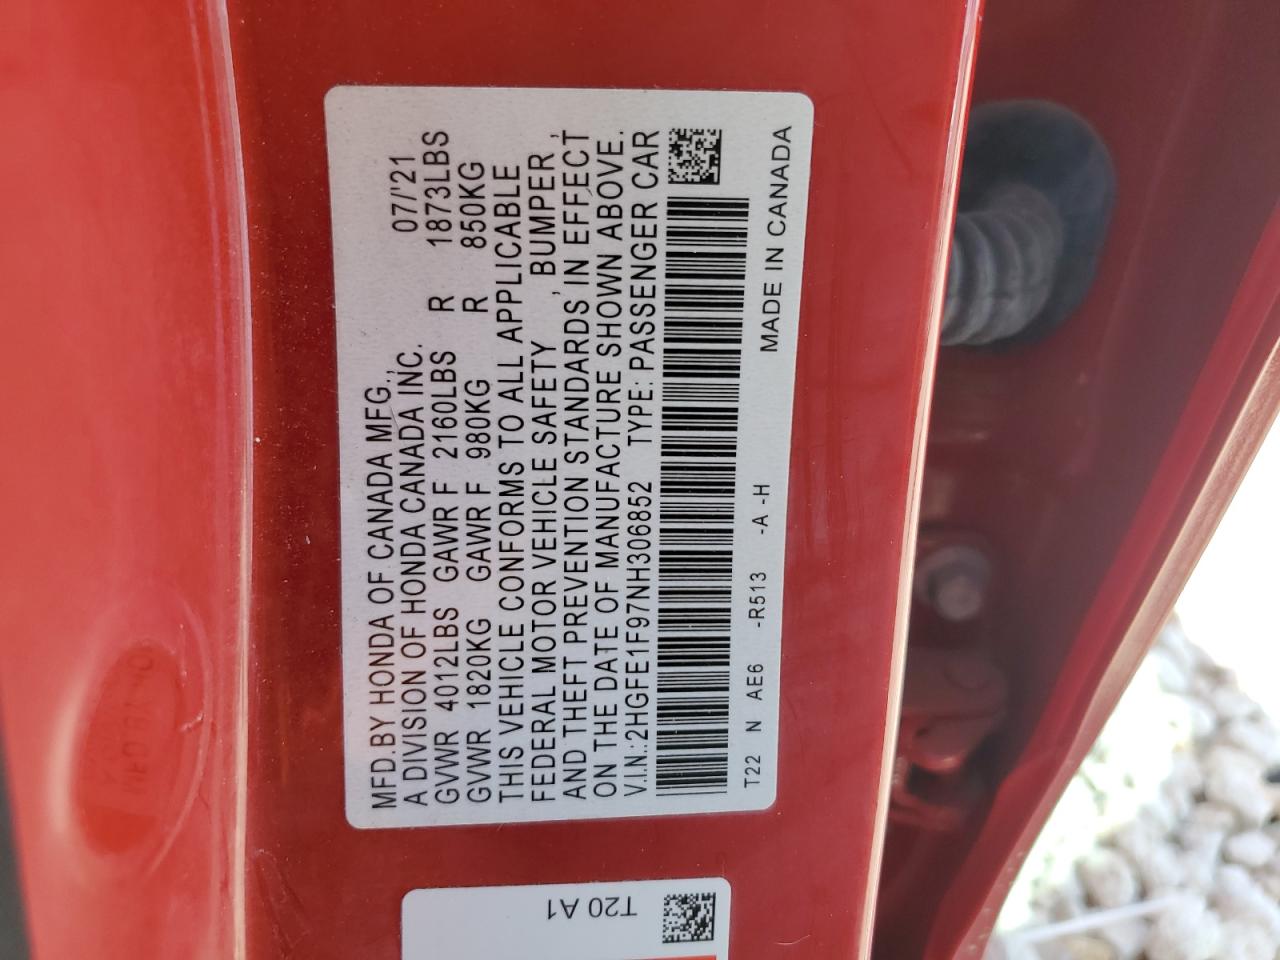 MFD.BY HONDA OF CANADA MFG.,
A DIVISION OF HONDA CANADA INC. 07/'21
GVWR 4012LBS GAWR F 2160LBS R 1873LBS
GVWR 1820KG GAWR F 980KG R 850KG
THIS VEHICLE CONFORMS TO ALL APPLICABLE
FEDERAL MOTOR VEHICLE SAFETY , BUMPER ,
AND THEFT PREVENTION STANDARDS IN EFFECT
ON THE DATE OF MANUFACTURE SHOWN ABOVE.
V.I.N.:2HGFE1F97NH306852 TYPE: PASSENGER CAR
T22 N AE6 -R513 -A -H MADE IN CANADA
T20 A1